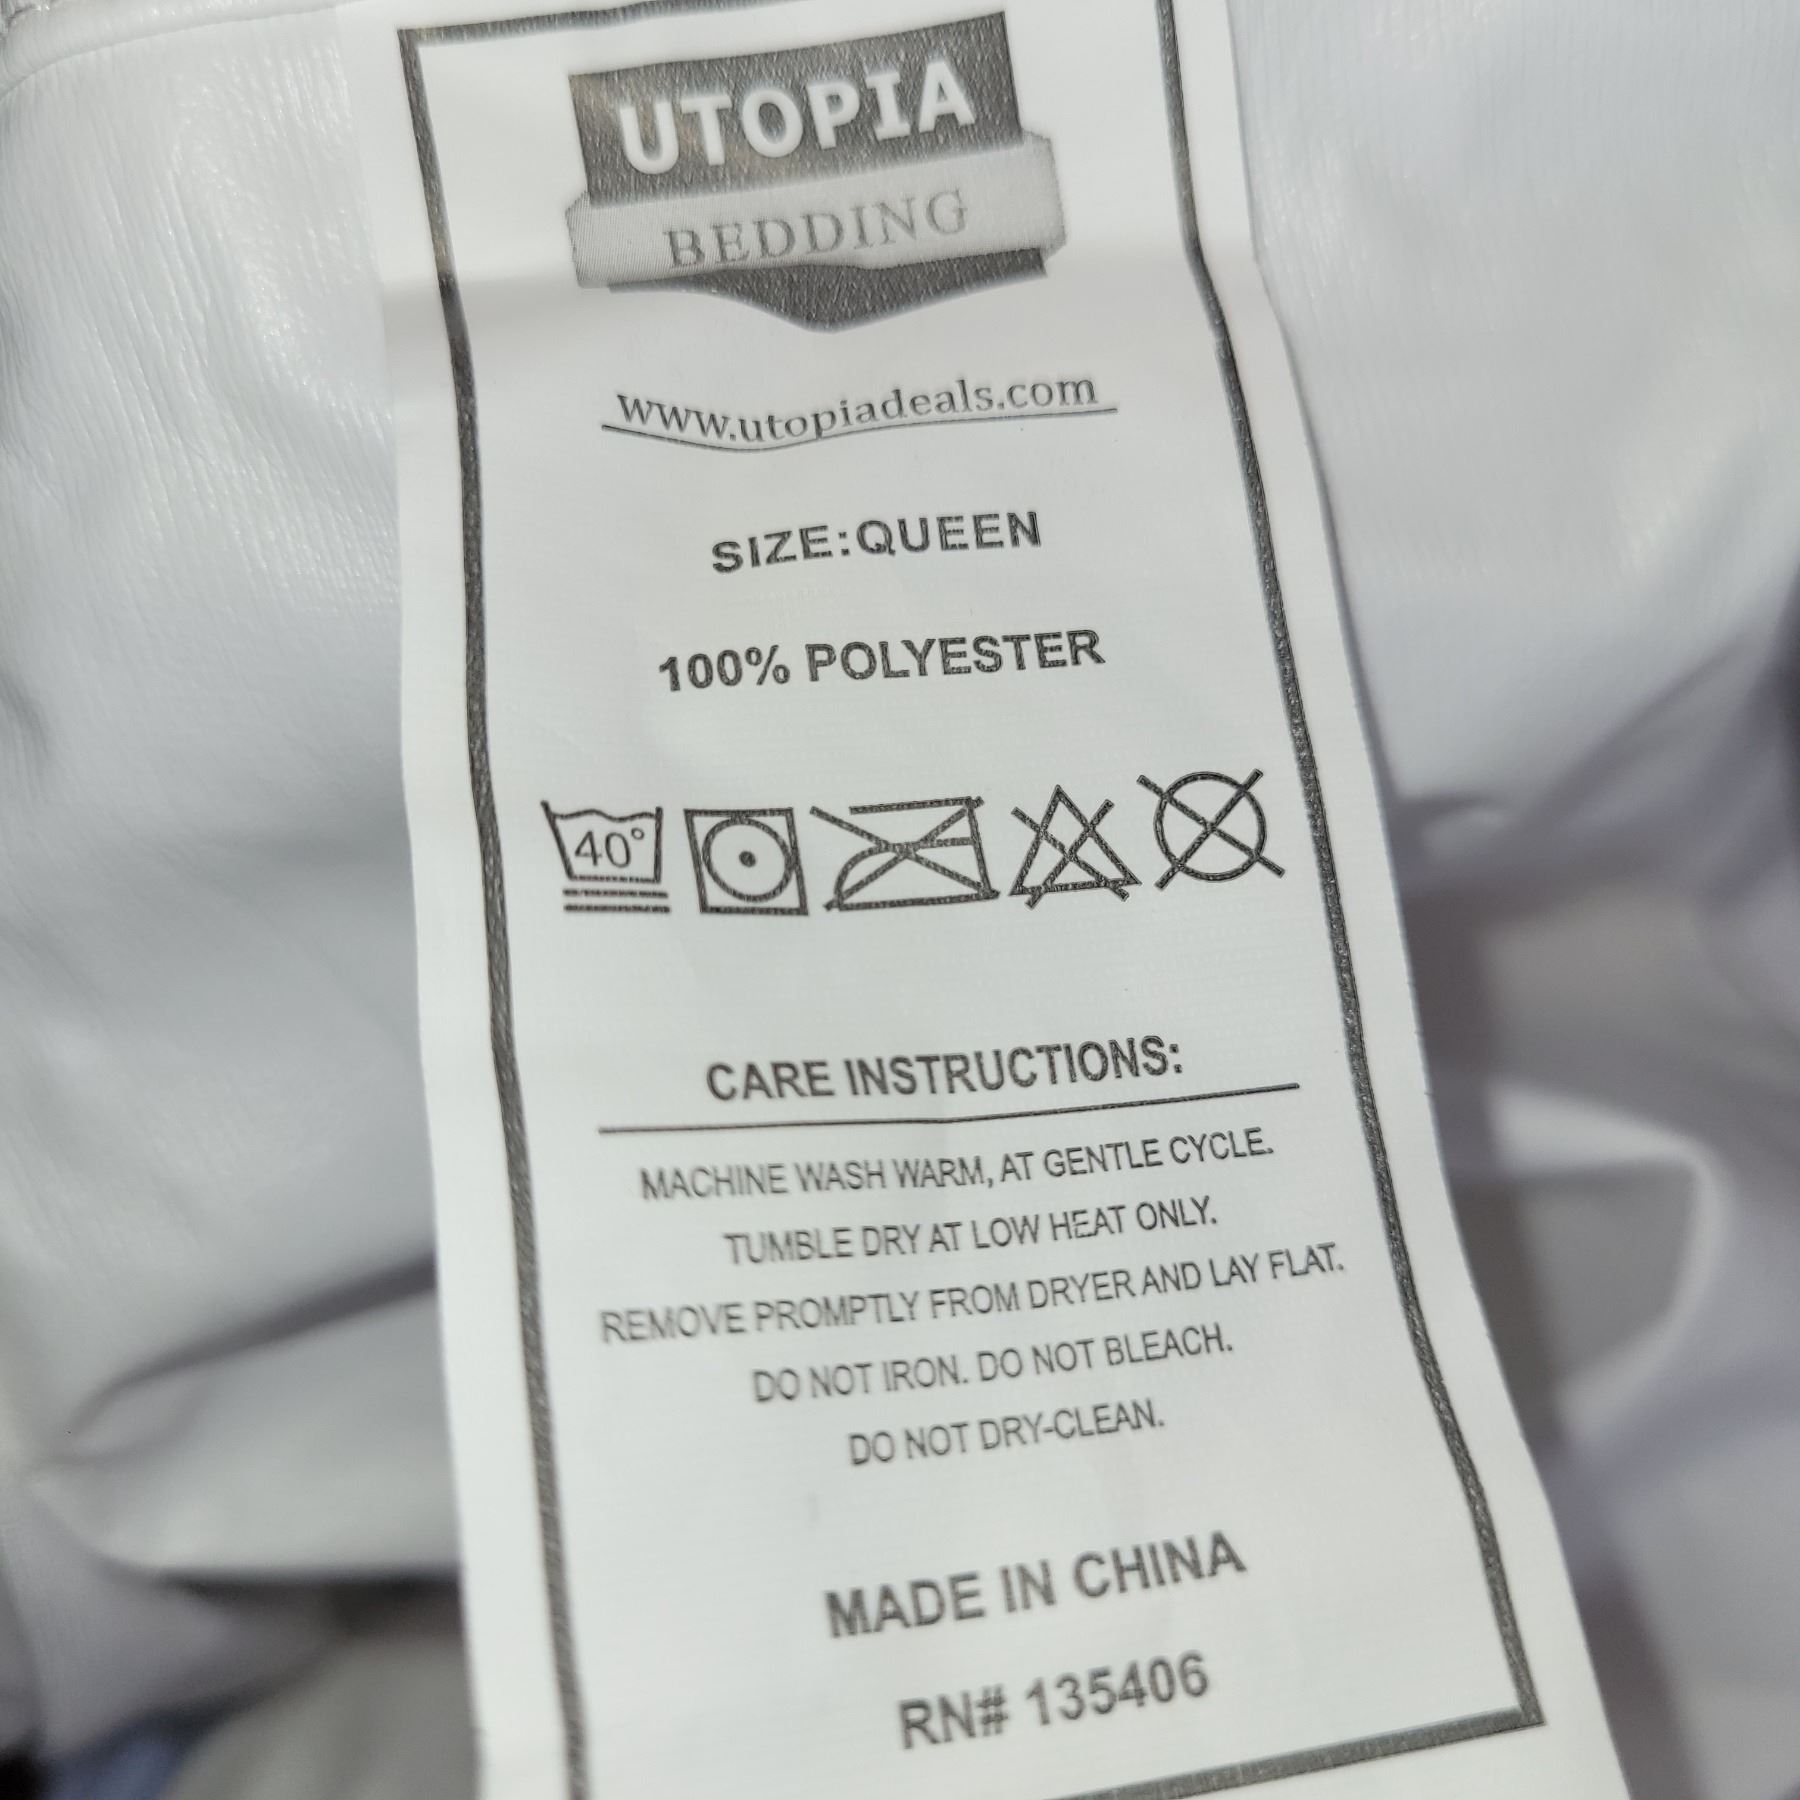 UTOPIA
BEDDING
www.utopiadeals.com
SIZE:QUEEN
100% POLYESTER
40°
CARE INSTRUCTIONS:
MACHINE WASH WARM, AT GENTLE CYCLE.
TUMBLE DRY AT LOW HEAT ONLY.
REMOVE PROMPTLY FROM DRYER AND LAY FLAT.
DO NOT IRON. DO NOT BLEACH.
DO NOT DRY-CLEAN.
MADE IN CHINA
RN# 135406